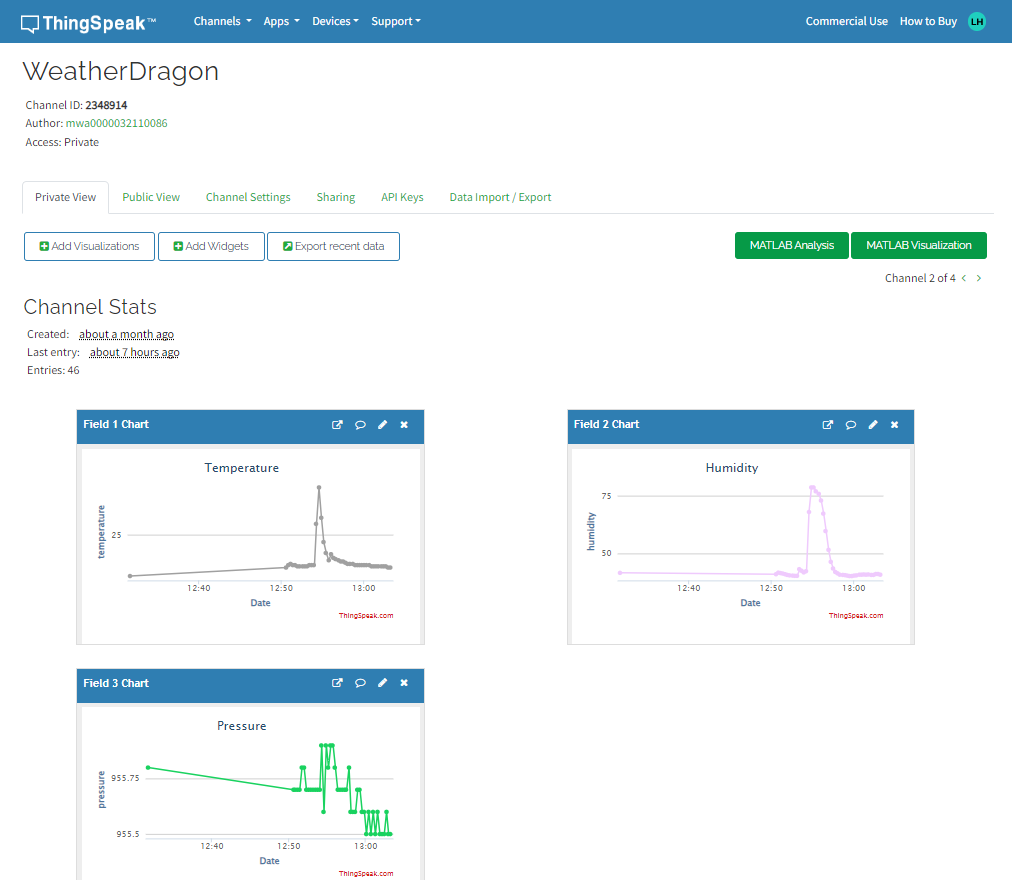 ThingSpeak™ Channels Apps Devices Support Commercial Use How to Buy LH
WeatherDragon
Channel ID: 2348914
Author: mwa0000032110086
Access: Private
Private View Public View Channel Settings Sharing API Keys Data Import / Export
Add Visualizations Add Widgets Export recent data MATLAB Analysis MATLAB Visualization
Channel 2 of 4 < >
Channel Stats
Created: about a month ago
Last entry: about 7 hours ago
Entries: 46
Field 1 Chart
Temperature
temperature
25
12:40 12:50 13:00
Date
ThingSpeak.com
Field 2 Chart
Humidity
humidity
75
50
12:40 12:50 13:00
Date
ThingSpeak.com
Field 3 Chart
Pressure
pressure
955.75
955.5
12:40 12:50 13:00
Date
ThingSpeak.com